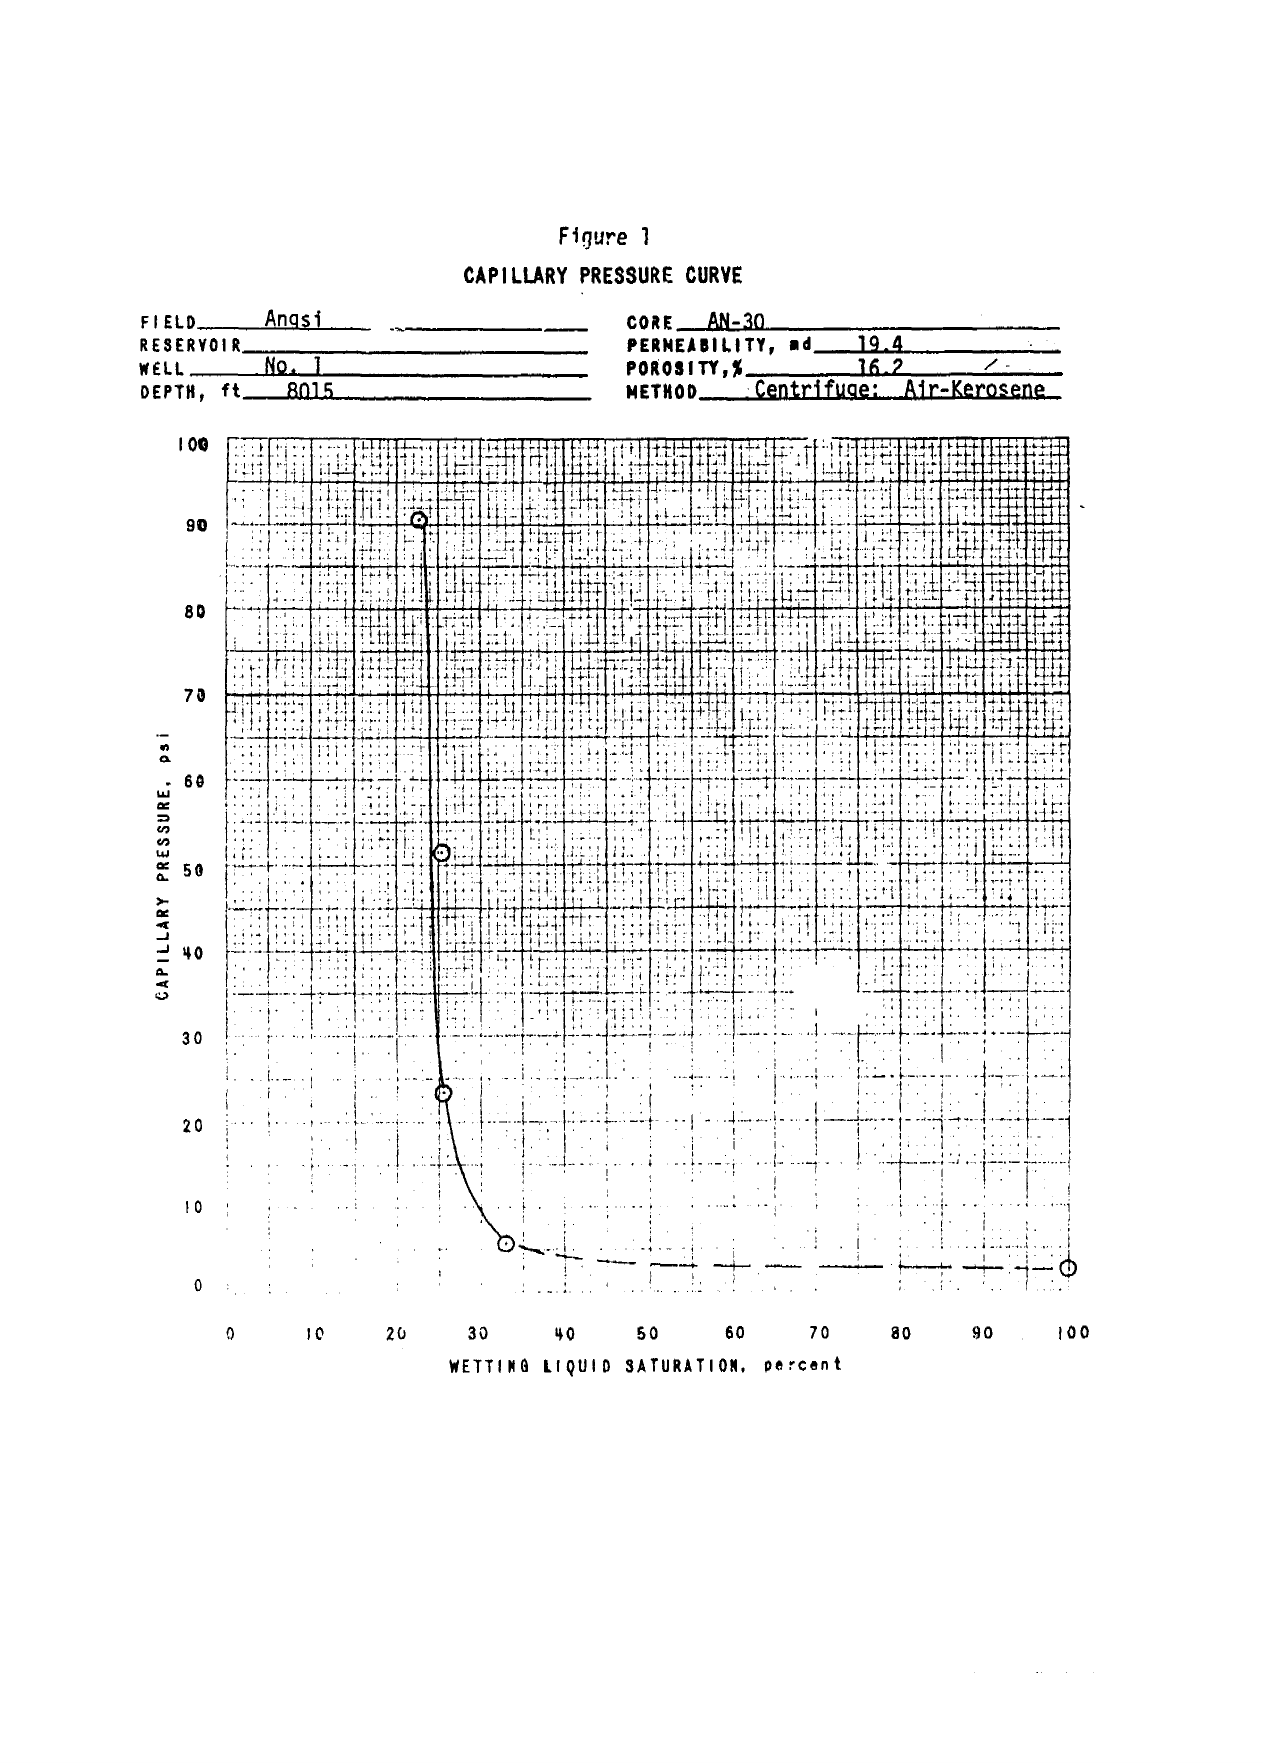 Figure 1
CAPILLARY PRESSURE CURVE
FIELD Angsi
RESERVOIR
WELL No. 1
DEPTH, ft 8015
CORE AN-30
PERMEABILITY, md 19.4
POROSITY,% 16.2
METHOD Centrifuge: Air-Kerosene
100
90
80
70
60
50
40
30
20
10
0
CAPILLARY PRESSURE, psi
0 10 20 30 40 50 60 70 80 90 100
WETTING LIQUID SATURATION, percent